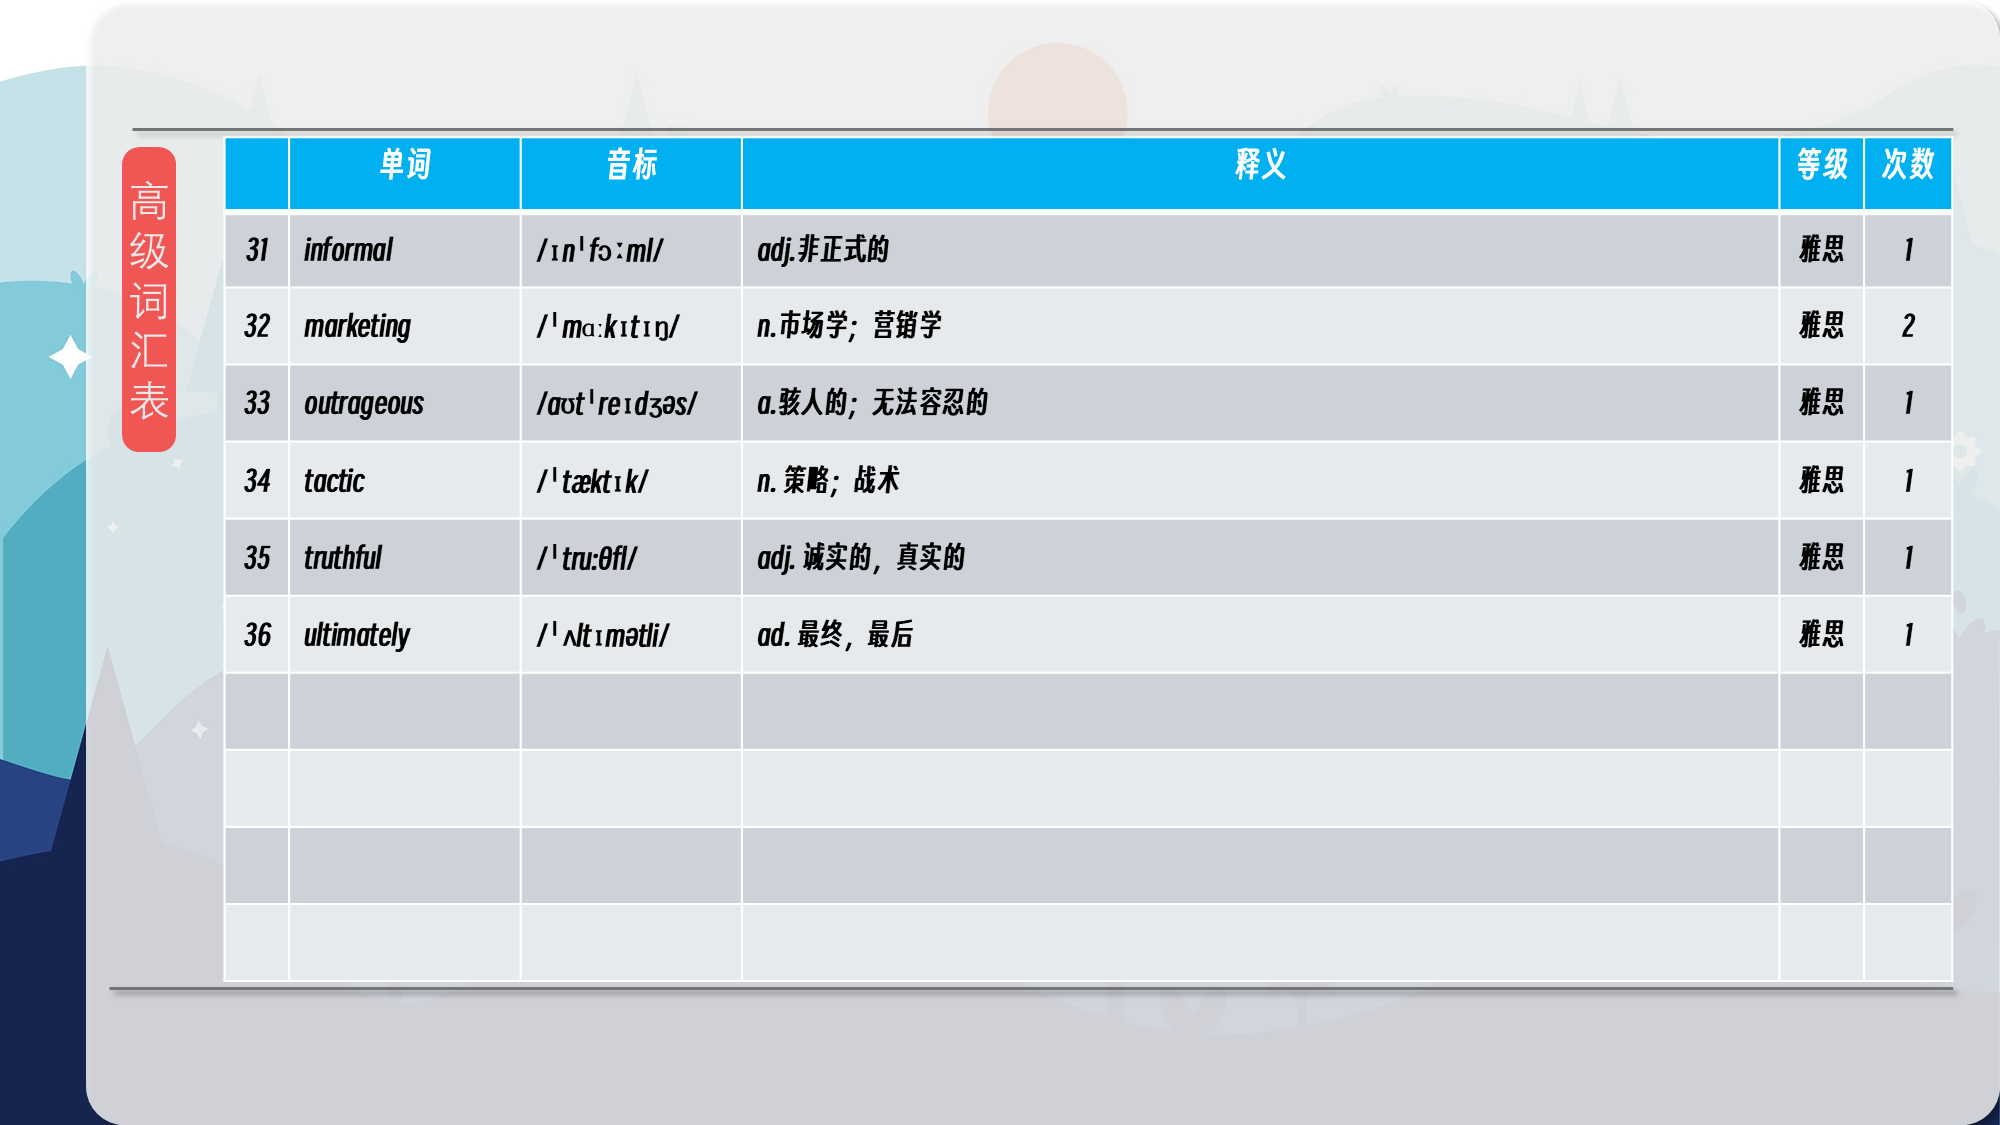 高级词汇表
单词 音标 释义 等级 次数
31 informal /ɪnˈfɔːml/ adj.非正式的 雅思 1
32 marketing /ˈmɑːkɪtɪŋ/ n.市场学；营销学 雅思 2
33 outrageous /aʊtˈreɪdʒəs/ a.骇人的；无法容忍的 雅思 1
34 tactic /ˈtæktɪk/ n. 策略；战术 雅思 1
35 truthful /ˈtru:θfl/ adj. 诚实的，真实的 雅思 1
36 ultimately /ˈʌltɪmətli/ ad. 最终，最后 雅思 1